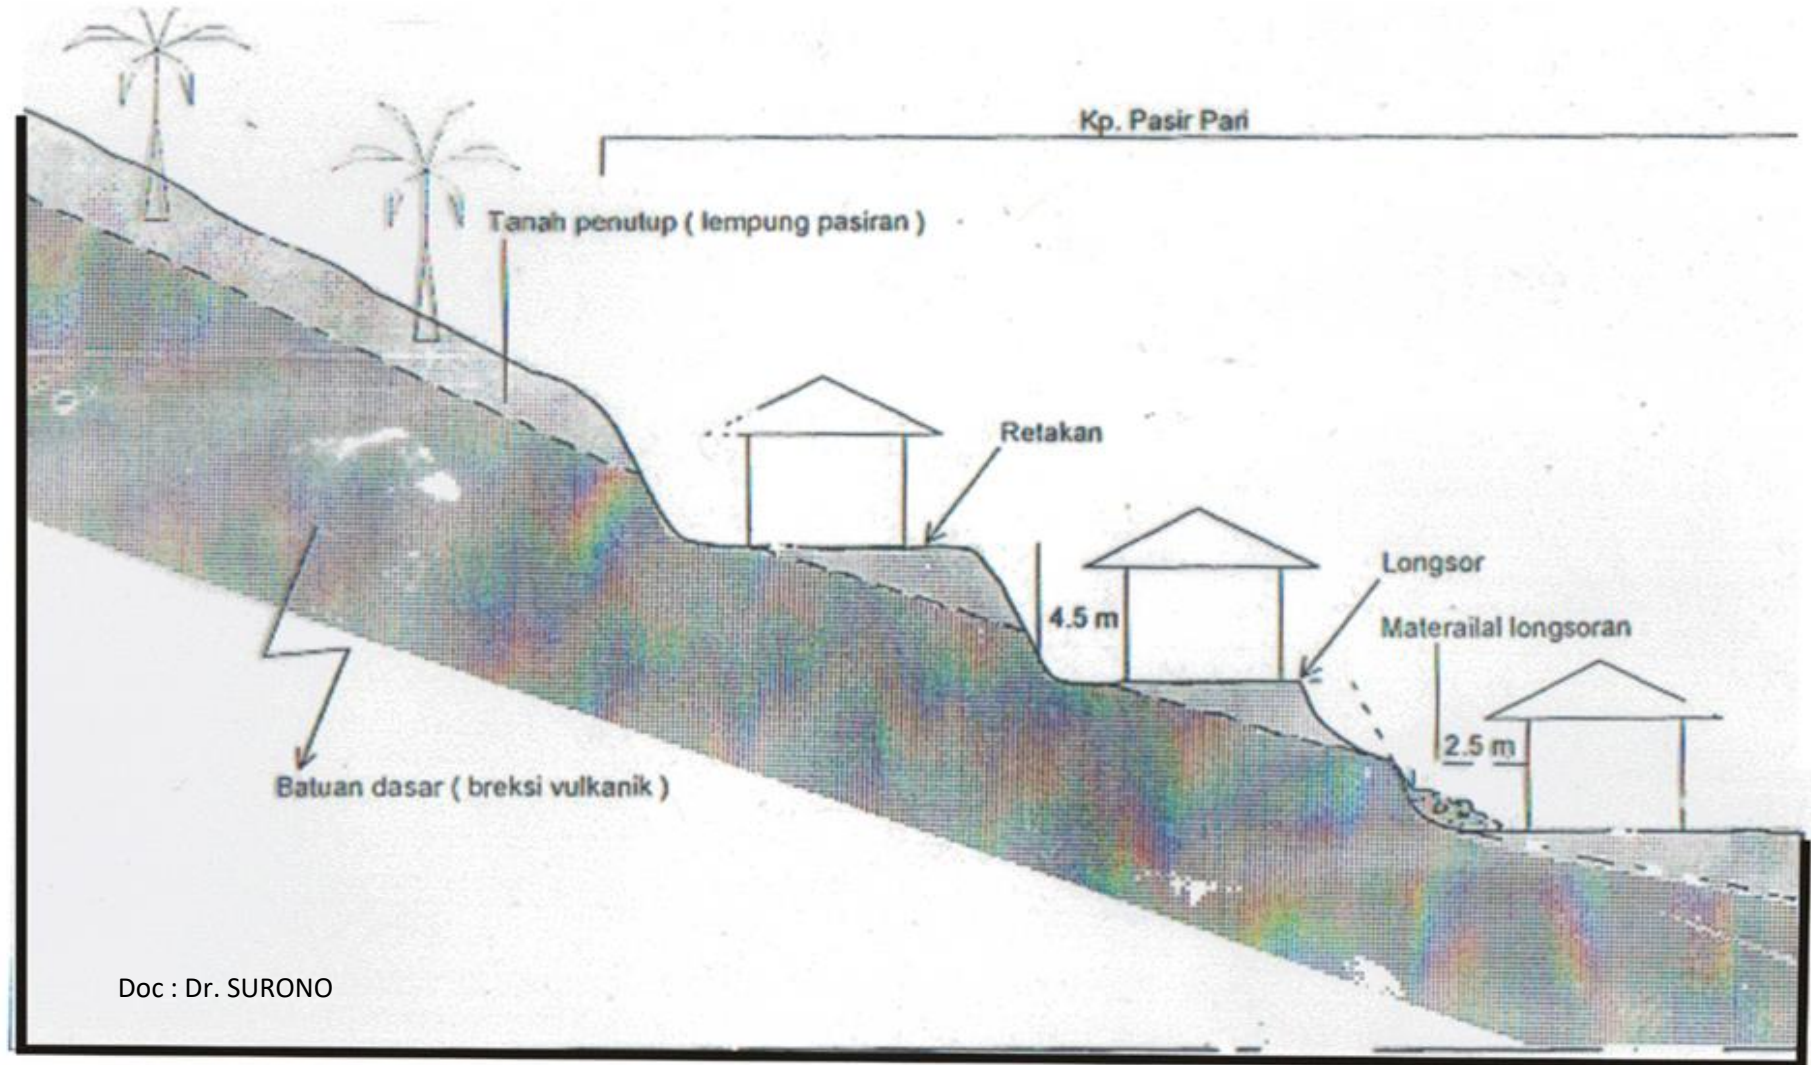 Kp. Pasir Pari
Tanah penutup ( lempung pasiran )
Retakan
Longsor
4.5 m
Materailal longsoran
2.5 m
Batuan dasar ( breksi vulkanik )
Doc : Dr. SURONO